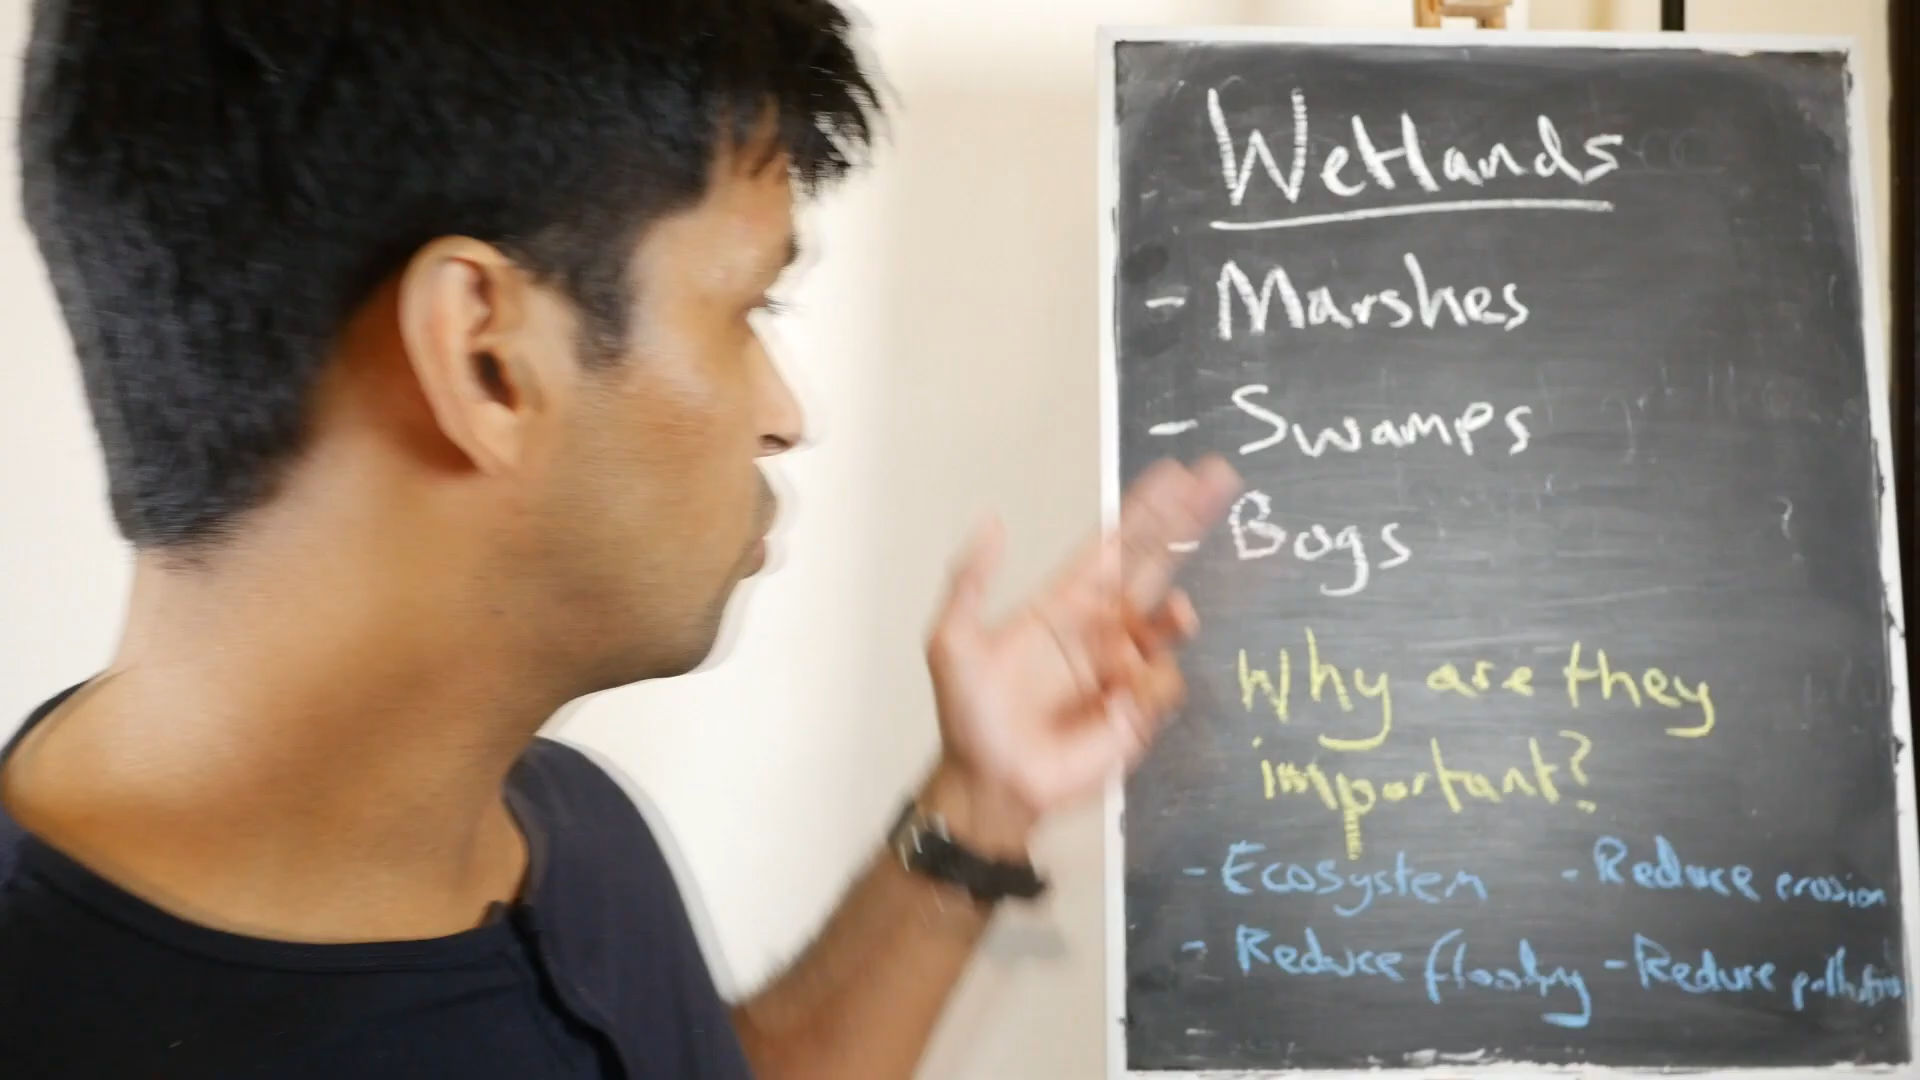 Wetlands
- Marshes
- Swamps
- Bogs
Why are they
important?
- Ecosystem - Reduce erosion
- Reduce flooding - Reduce pollution